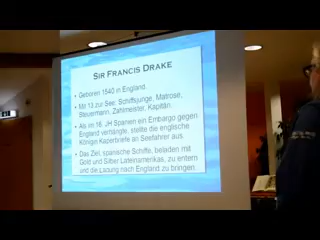 SIR FRANCIS DRAKE
Geboren 1540 in England.
Mit 13 zur See: Schiffsjunge, Matrose,
Steuermann, Zahlmeister, Kapitän.
Als im 16. JH Spanien ein Embargo gegen
England verhängte, stellte die englische
Königin Kaperbriefe an Seefahrer aus.
Das Ziel, spanische Schiffe, beladen mit
Gold und Silber Lateinamerikas, zu entern
und die Ladung nach England zu bringen.